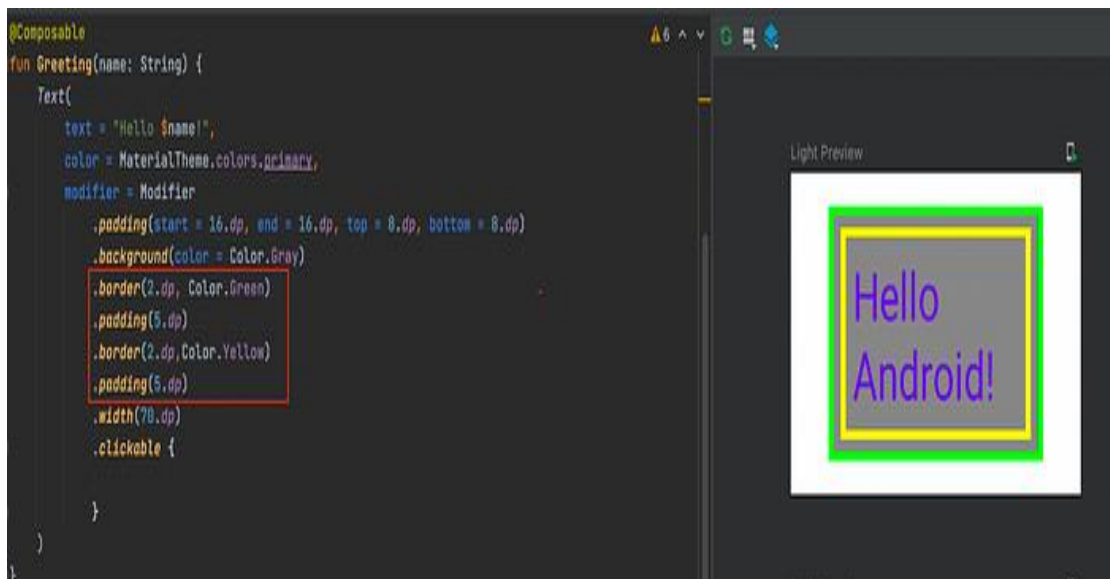 @Composable
fun Greeting(name: String) {
Text(
text = "Hello $name!",
color = MaterialTheme.colors.primary,
modifier = Modifier
.padding(start = 16.dp, end = 16.dp, top = 8.dp, bottom = 8.dp)
.background(color = Color.Gray)
.border(2.dp, Color.Green)
.padding(5.dp)
.border(2.dp,Color.Yellow)
.padding(5.dp)
.width(70.dp)
.clickable {
}
)
}
6
G
Light Preview
Hello
Android!